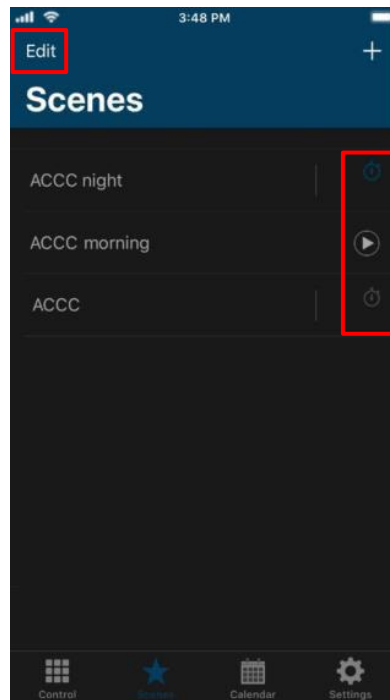 3:48 PM
Edit
Scenes
ACCC night
ACCC morning
ACCC
Control Scenes Calendar Settings